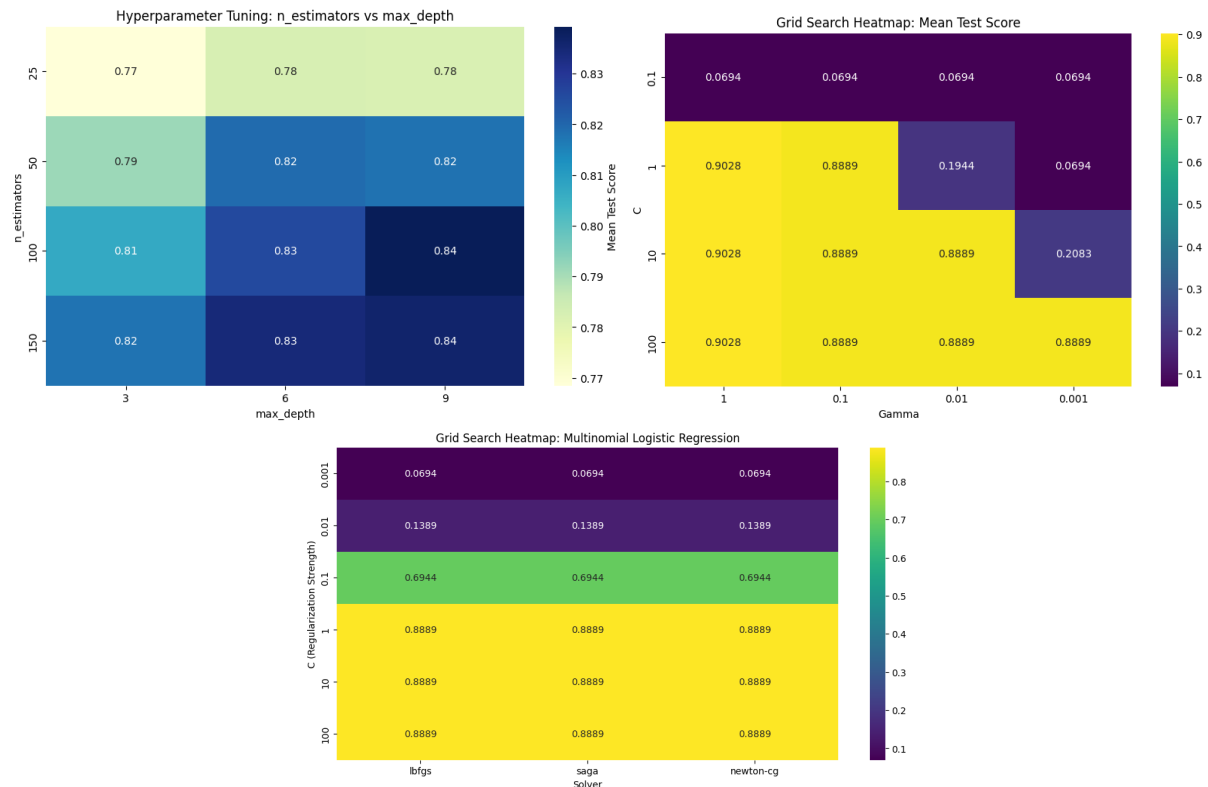 Hyperparameter Tuning: n_estimators vs max_depth
n_estimators
25
0.77 0.78 0.78
50
0.79 0.82 0.82
100
0.81 0.83 0.84
150
0.82 0.83 0.84
3 6 9
max_depth
0.83
0.82
0.81
0.80
0.79
0.78
0.77
Mean Test Score
Grid Search Heatmap: Mean Test Score
C
0.1
0.0694 0.0694 0.0694 0.0694
1
0.9028 0.8889 0.1944 0.0694
10
0.9028 0.8889 0.8889 0.2083
100
0.9028 0.8889 0.8889 0.8889
1 0.1 0.01 0.001
Gamma
0.9
0.8
0.7
0.6
0.5
0.4
0.3
0.2
0.1
Grid Search Heatmap: Multinomial Logistic Regression
C (Regularization Strength)
0.001
0.0694 0.0694 0.0694
0.01
0.1389 0.1389 0.1389
0.1
0.6944 0.6944 0.6944
1
0.8889 0.8889 0.8889
10
0.8889 0.8889 0.8889
100
0.8889 0.8889 0.8889
lbfgs saga newton-cg
Solver
0.8
0.7
0.6
0.5
0.4
0.3
0.2
0.1